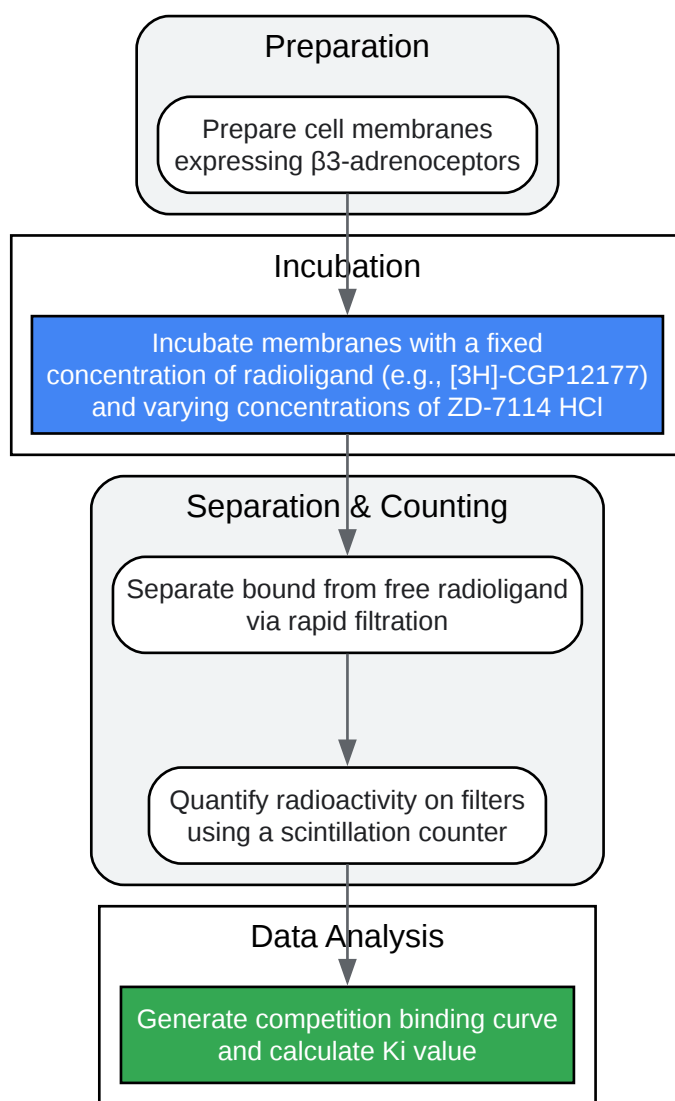 Preparation
Prepare cell membranes
expressing β3-adrenoceptors
Incubation
Incubate membranes with a fixed
concentration of radioligand (e.g., [3H]-CGP12177)
and varying concentrations of ZD-7114 HCl
Separation & Counting
Separate bound from free radioligand
via rapid filtration
Quantify radioactivity on filters
using a scintillation counter
Data Analysis
Generate competition binding curve
and calculate Ki value